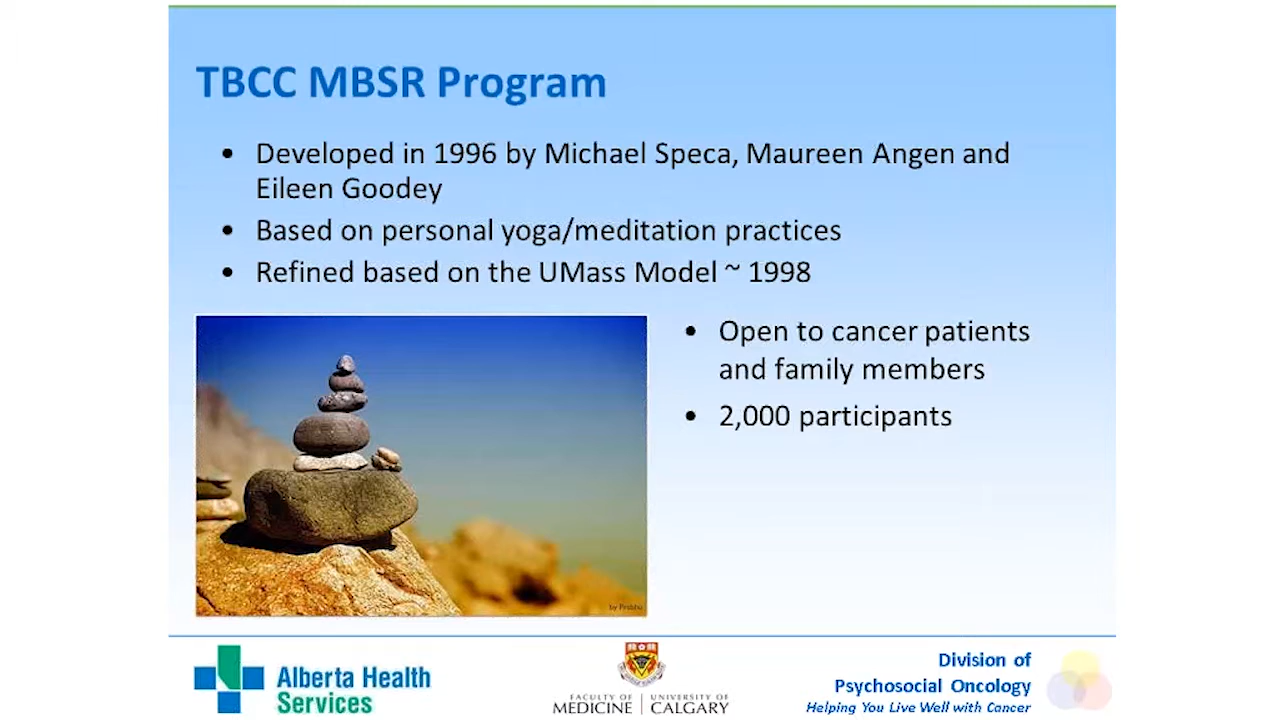 TBCC MBSR Program
• Developed in 1996 by Michael Speca, Maureen Angen and
Eileen Goodey
• Based on personal yoga/meditation practices
• Refined based on the UMass Model ~ 1998
• Open to cancer patients
and family members
• 2,000 participants
by Prabhu
Alberta Health
Services
FACULTY OF
MEDICINE
UNIVERSITY OF
CALGARY
Division of
Psychosocial Oncology
Helping You Live Well with Cancer